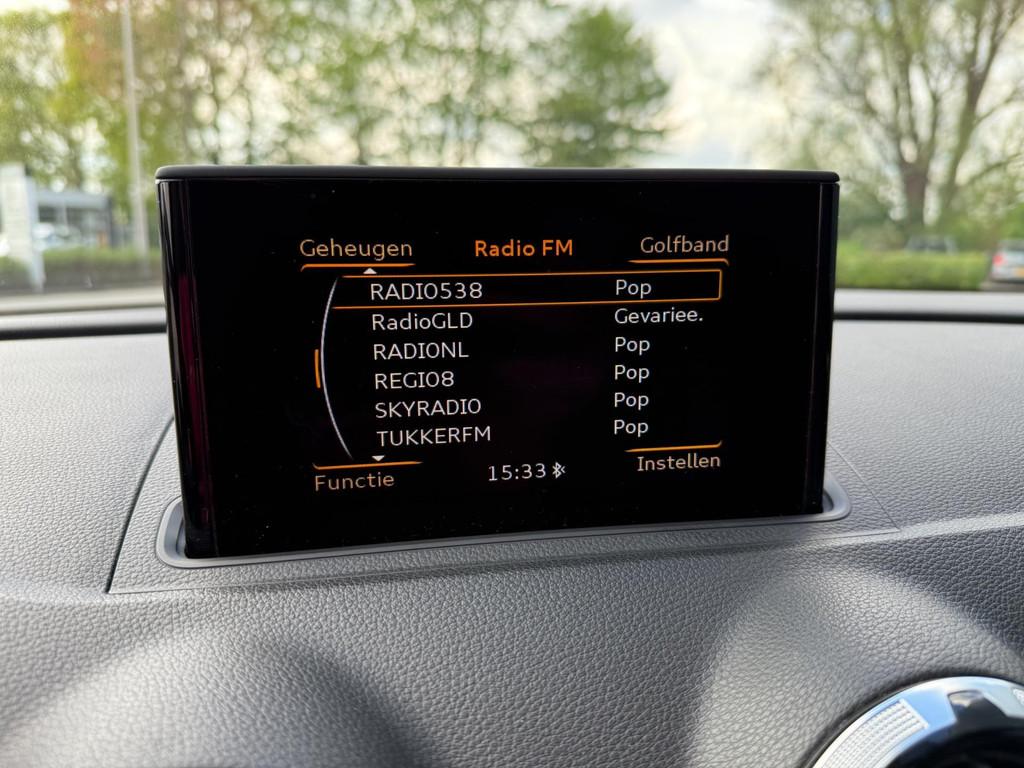 Geheugen Radio FM Golfband
RADIO538 Pop
RadioGLD Gevariee.
RADIONL Pop
REGIO8 Pop
SKYRADIO Pop
TUKKERFM Pop
Functie 15:33 Instellen